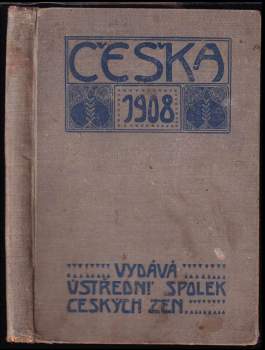 ČESKA
1908
VYDÁVÁ
ÚSTŘEDNÍ SPOLEK
ČESKÝCH ŽEN